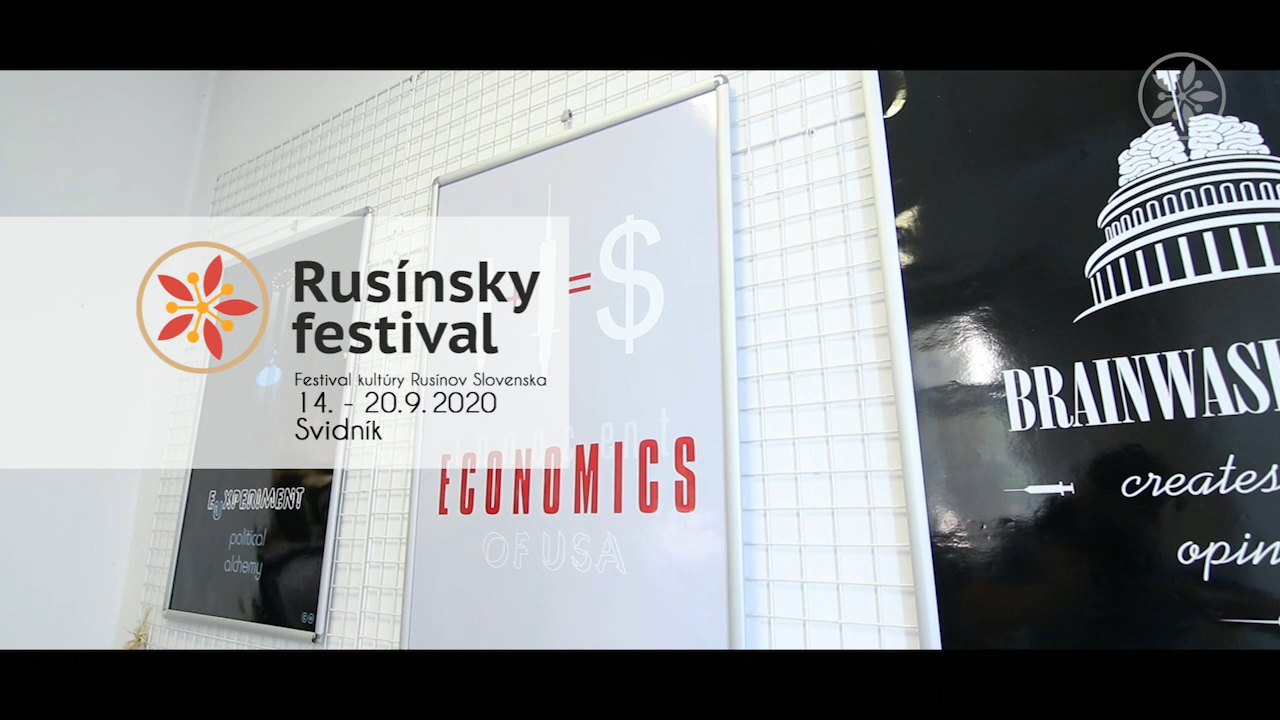 Rusínsky
festival
Festival kultúry Rusínov Slovenska
14. - 20.9.2020
Svidník
EUXPERIMENT
political
alchemy
= $
ECONOMICS
OF USA
BRAINWAS
creates
opin